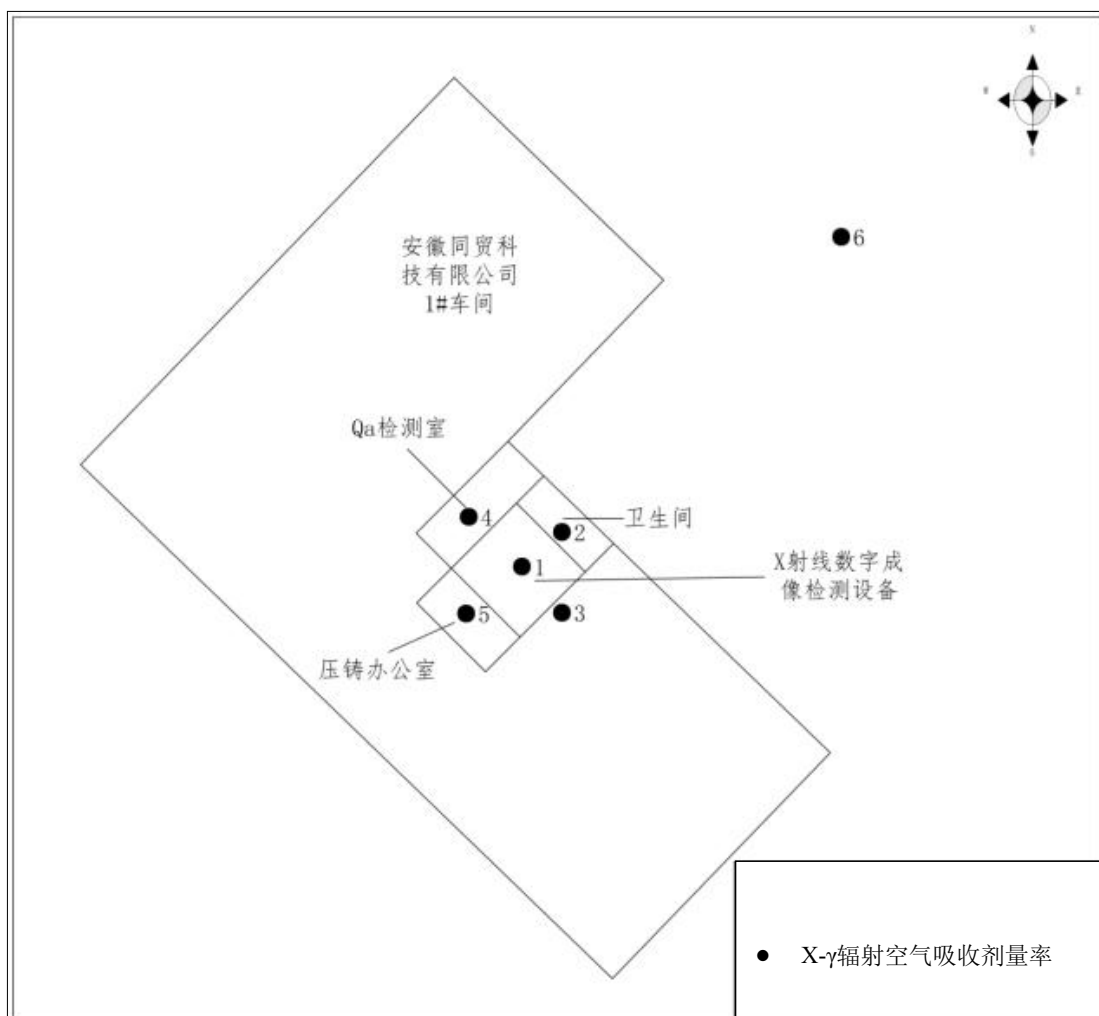 N
安徽同贸科
技有限公司
1#车间
6
Qa检测室
4
卫生间
2
1
X射线数字成
像检测设备
5
3
压铸办公室
● X-γ辐射空气吸收剂量率